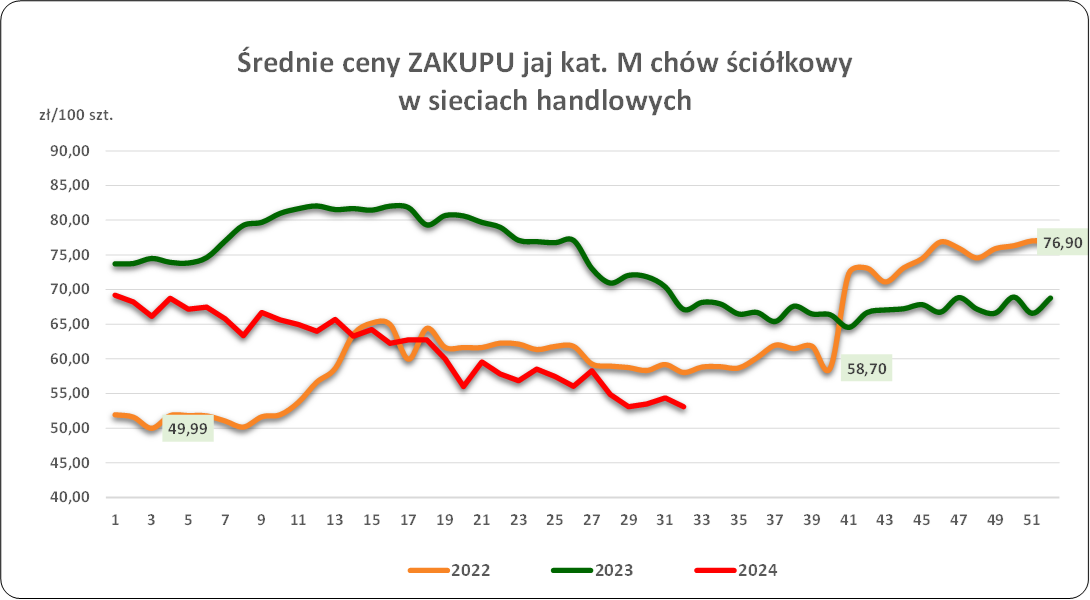 Średnie ceny ZAKUPU jaj kat. M chów ściółkowy
w sieciach handlowych
zł/100 szt.
90,00
85,00
80,00
75,00
70,00
65,00
60,00
55,00
50,00
45,00
40,00
76,90
58,70
49,99
1 3 5 7 9 11 13 15 17 19 21 23 25 27 29 31 33 35 37 39 41 43 45 47 49 51
2022 2023 2024